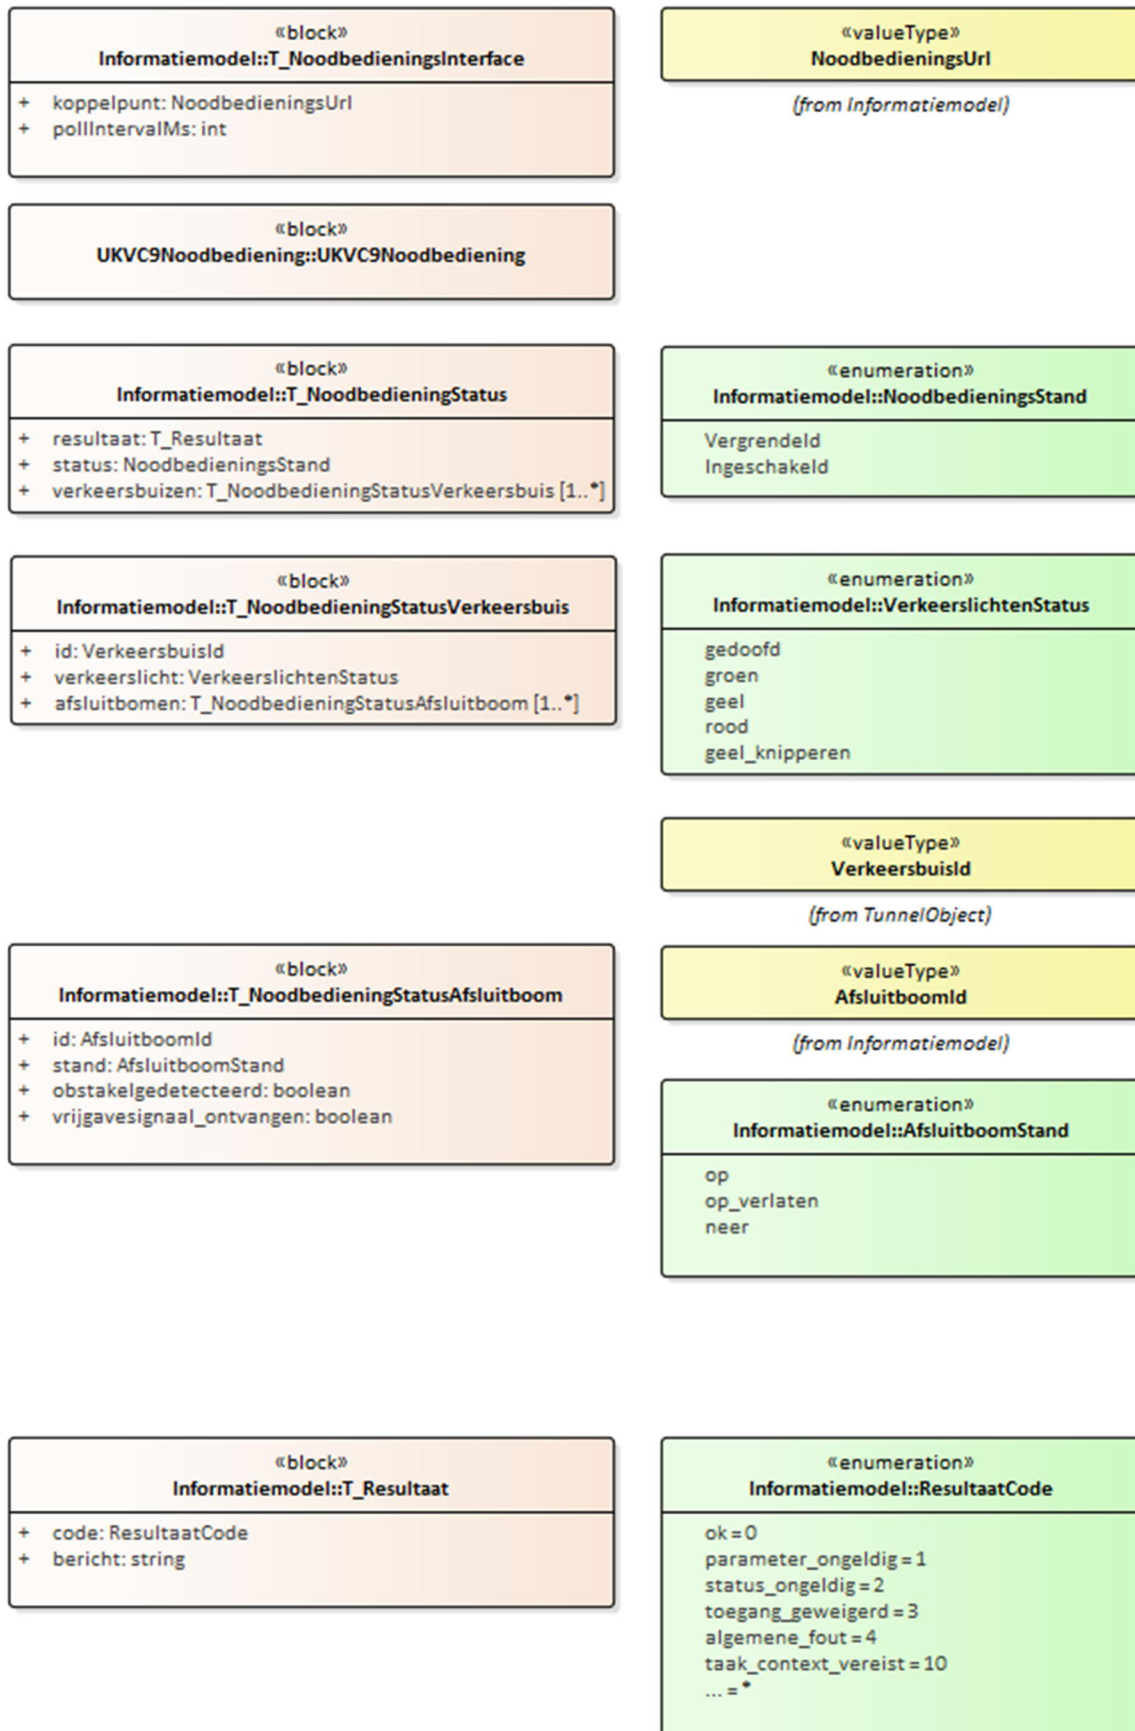 «block»
Informatiemodel::T_NoodbedieningsInterface
+ koppelpunt: NoodbedieningsUrl
+ pollIntervalMs: int
«valueType»
NoodbedieningsUrl
(from Informatiemodel)
«block»
UKVC9Noodbediening::UKVC9Noodbediening
«block»
Informatiemodel::T_NoodbedieningStatus
+ resultaat: T_Resultaat
+ status: NoodbedieningsStand
+ verkeersbuizen: T_NoodbedieningStatusVerkeersbuis [1..*]
«enumeration»
Informatiemodel::NoodbedieningsStand
Vergrendeld
Ingeschakeld
«block»
Informatiemodel::T_NoodbedieningStatusVerkeersbuis
+ id: VerkeersbuisId
+ verkeerslicht: VerkeerslichtenStatus
+ afsluitbomen: T_NoodbedieningStatusAfsluitboom [1..*]
«enumeration»
Informatiemodel::VerkeerslichtenStatus
gedoofd
groen
geel
rood
geel_knipperen
«valueType»
VerkeersbuisId
(from TunnelObject)
«block»
Informatiemodel::T_NoodbedieningStatusAfsluitboom
+ id: AfsluitboomId
+ stand: AfsluitboomStand
+ obstakelgedetecteerd: boolean
+ vrijgavesignaal_ontvangen: boolean
«valueType»
AfsluitboomId
(from Informatiemodel)
«enumeration»
Informatiemodel::AfsluitboomStand
op
op_verlaten
neer
«block»
Informatiemodel::T_Resultaat
+ code: ResultaatCode
+ bericht: string
«enumeration»
Informatiemodel::ResultaatCode
ok = 0
parameter_ongeldig = 1
status_ongeldig = 2
toegang_geweigerd = 3
algemene_fout = 4
taak_context_vereist = 10
... = *